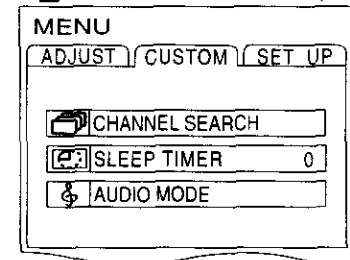 MENU
ADJUST CUSTOM SET UP
CHANNEL SEARCH
SLEEP TIMER 0
AUDIO MODE